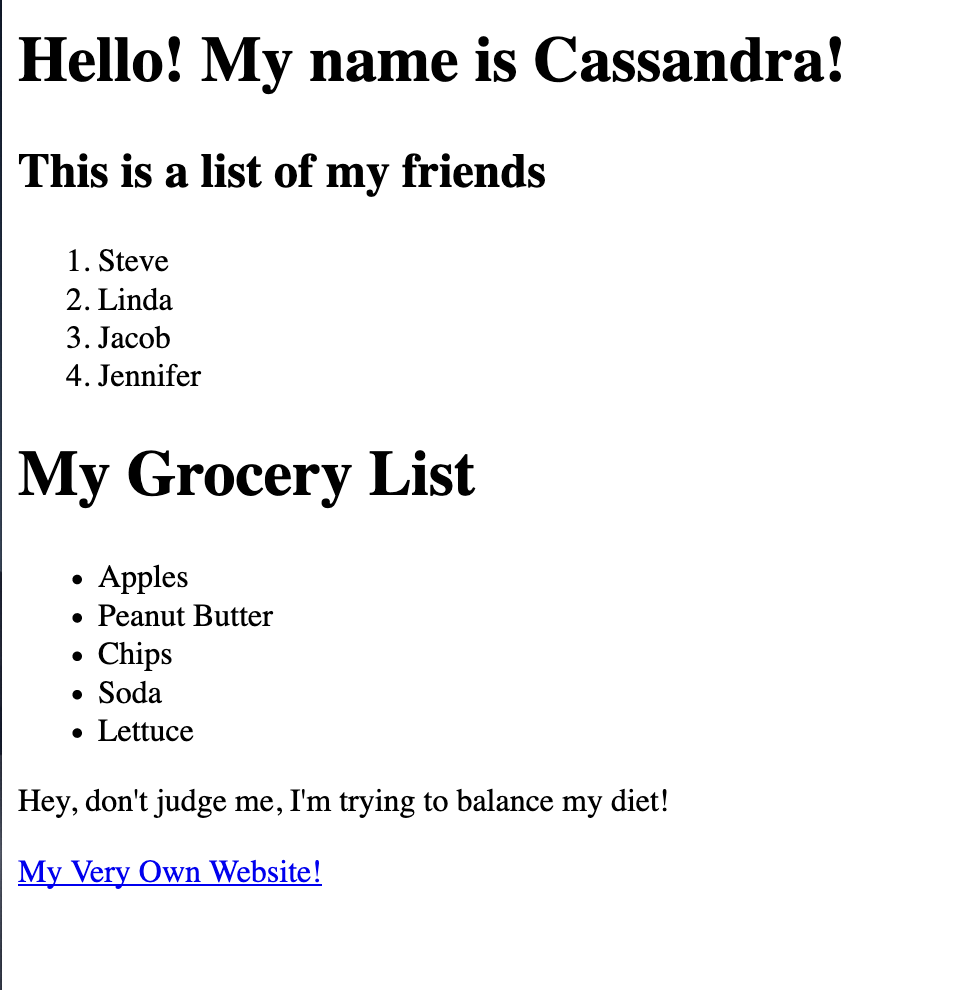 Hello! My name is Cassandra!
This is a list of my friends
1. Steve
2. Linda
3. Jacob
4. Jennifer
My Grocery List
• Apples
• Peanut Butter
• Chips
• Soda
• Lettuce
Hey, don't judge me, I'm trying to balance my diet!
My Very Own Website!